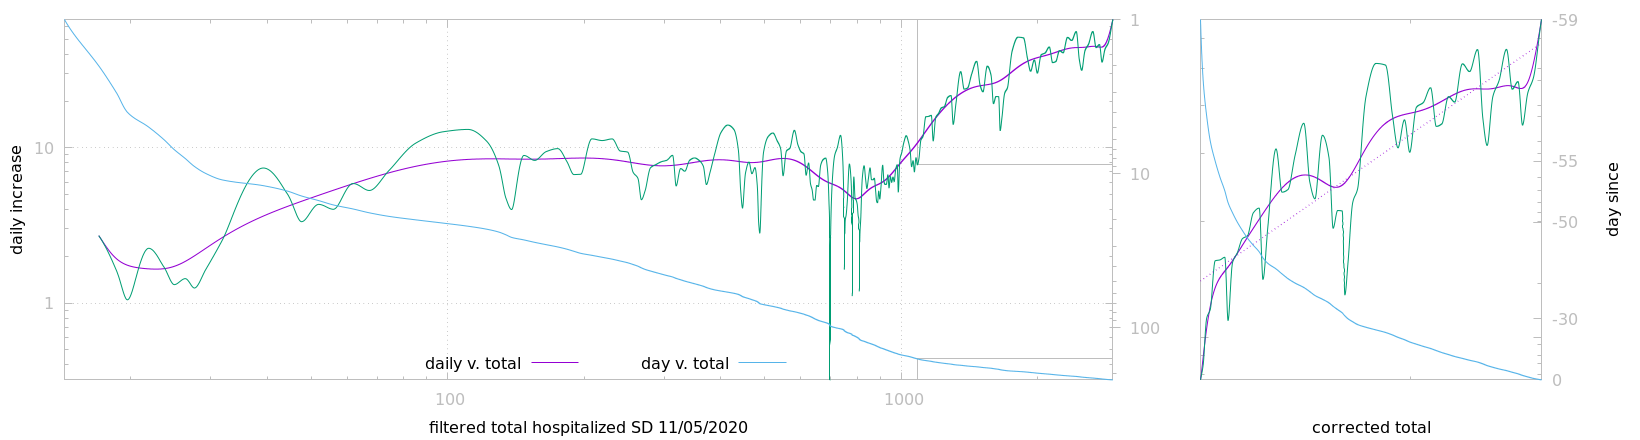 daily increase
10
1
daily v. total
day v. total
100
1000
filtered total hospitalized SD 11/05/2020
1
10
100
-59
-55
-50
-30
0
day since
corrected total